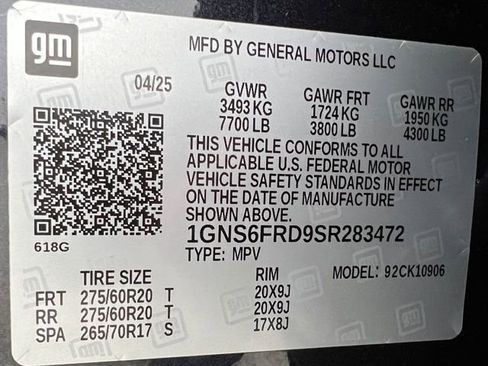 gm
MFD BY GENERAL MOTORS LLC
04/25
GVWR GAWR FRT GAWR RR
3493 KG 1724 KG 1950 KG
7700 LB 3800 LB 4300 LB
THIS VEHICLE CONFORMS TO ALL
APPLICABLE U.S. FEDERAL MOTOR
VEHICLE SAFETY STANDARDS IN EFFECT
ON THE DATE OF MANUFACTURE
SHOWN ABOVE.
618G
1GNS6FRD9SR283472
TYPE: MPV MODEL: 92CK10906
TIRE SIZE RIM
FRT 275/60R20 T 20X9J
RR 275/60R20 T 20X9J
SPA 265/70R17 S 17X8J